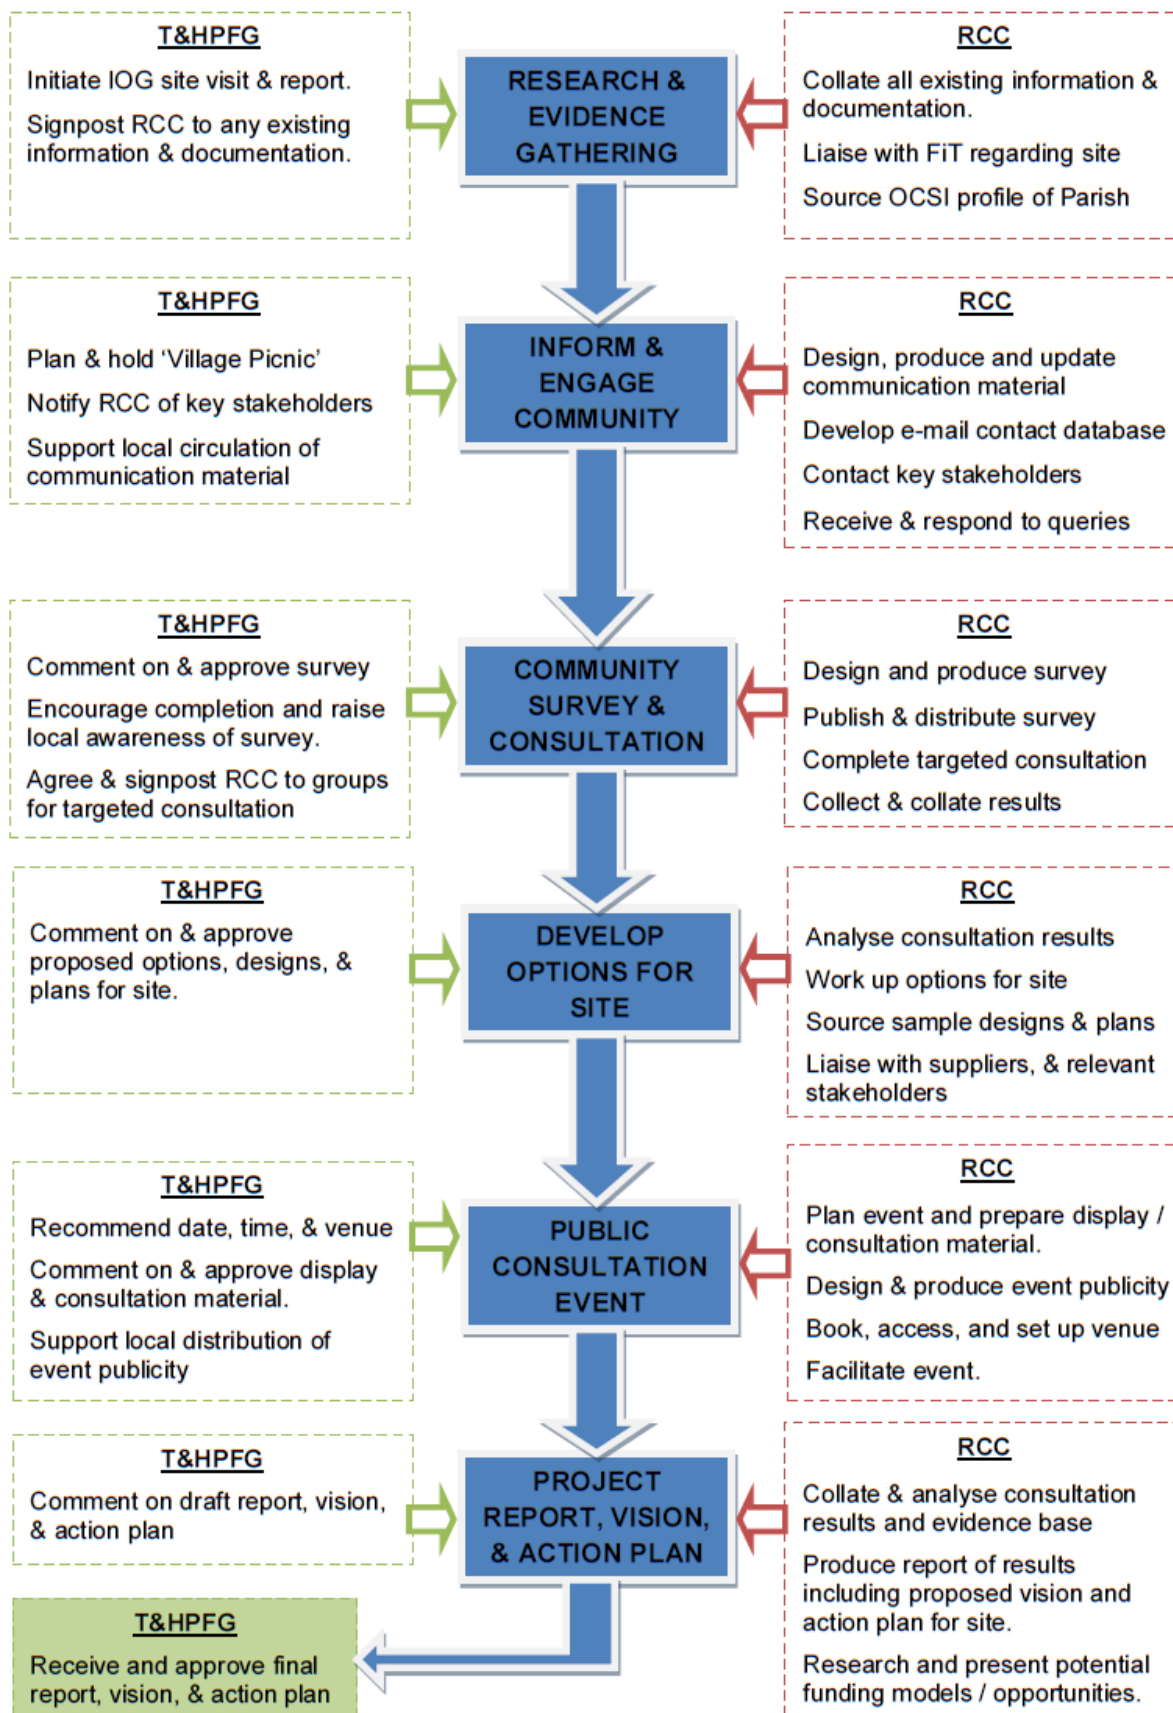 T&HPFG
Initiate IOG site visit & report.
Signpost RCC to any existing
information & documentation.
RESEARCH &
EVIDENCE
GATHERING
RCC
Collate all existing information &
documentation.
Liaise with FiT regarding site
Source OCSI profile of Parish
T&HPFG
Plan & hold ‘Village Picnic’
Notify RCC of key stakeholders
Support local circulation of
communication material
INFORM &
ENGAGE
COMMUNITY
RCC
Design, produce and update
communication material
Develop e-mail contact database
Contact key stakeholders
Receive & respond to queries
T&HPFG
Comment on & approve survey
Encourage completion and raise
local awareness of survey.
Agree & signpost RCC to groups
for targeted consultation
COMMUNITY
SURVEY &
CONSULTATION
RCC
Design and produce survey
Publish & distribute survey
Complete targeted consultation
Collect & collate results
T&HPFG
Comment on & approve
proposed options, designs, &
plans for site.
DEVELOP
OPTIONS FOR
SITE
RCC
Analyse consultation results
Work up options for site
Source sample designs & plans
Liaise with suppliers, & relevant
stakeholders
T&HPFG
Recommend date, time, & venue
Comment on & approve display
& consultation material.
Support local distribution of
event publicity
PUBLIC
CONSULTATION
EVENT
RCC
Plan event and prepare display /
consultation material.
Design & produce event publicity
Book, access, and set up venue
Facilitate event.
T&HPFG
Comment on draft report, vision,
& action plan
PROJECT
REPORT, VISION,
& ACTION PLAN
RCC
Collate & analyse consultation
results and evidence base
Produce report of results
including proposed vision and
action plan for site.
Research and present potential
funding models / opportunities.
T&HPFG
Receive and approve final
report, vision, & action plan